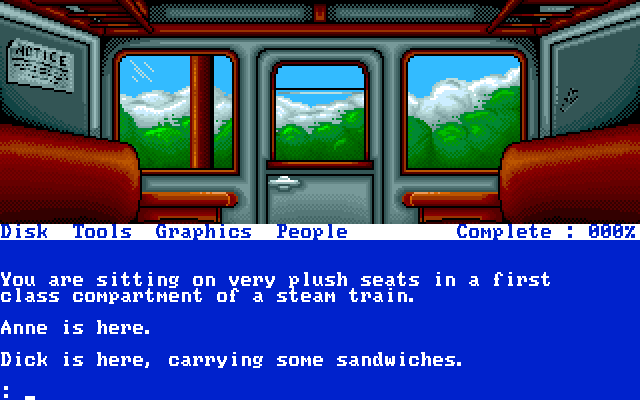 NOTICE
Disk Tools Graphics People Complete : 000%
You are sitting on very plush seats in a first
class compartment of a steam train.
Anne is here.
Dick is here, carrying some sandwiches.
: _